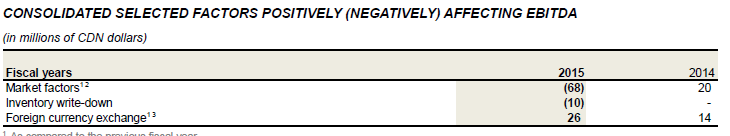 CONSOLIDATED SELECTED FACTORS POSITIVELY (NEGATIVELY) AFFECTING EBITDA
(in millions of CDN dollars)
Fiscal years 2015 2014
Market factors¹ ² (68) 20
Inventory write-down (10) -
Foreign currency exchange¹ ³ 26 14
¹ As compared to the previous fiscal year